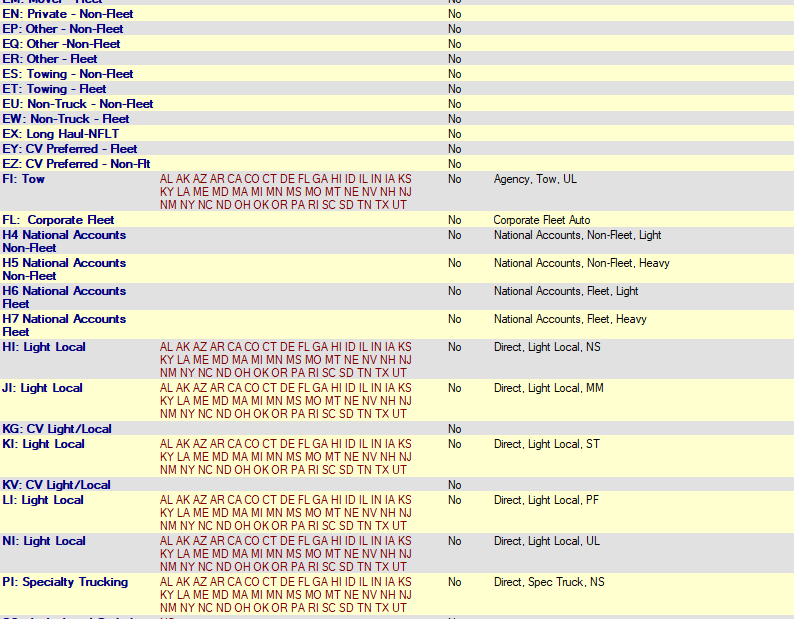 EM: Mover - Fleet No
EN: Private - Non-Fleet No
EP: Other - Non-Fleet No
EQ: Other -Non-Fleet No
ER: Other - Fleet No
ES: Towing - Non-Fleet No
ET: Towing - Fleet No
EU: Non-Truck - Non-Fleet No
EW: Non-Truck - Fleet No
EX: Long Haul-NFLT No
EY: CV Preferred - Fleet No
EZ: CV Preferred - Non-Flt No
FI: Tow AL AK AZ AR CA CO CT DE FL GA HI ID IL IN IA KS No Agency, Tow, UL
KY LA ME MD MA MI MN MS MO MT NE NV NH NJ
NM NY NC ND OH OK OR PA RI SC SD TN TX UT
FL: Corporate Fleet No Corporate Fleet Auto
H4 National Accounts No National Accounts, Non-Fleet, Light
Non-Fleet
H5 National Accounts No National Accounts, Non-Fleet, Heavy
Non-Fleet
H6 National Accounts No National Accounts, Fleet, Light
Fleet
H7 National Accounts No National Accounts, Fleet, Heavy
Fleet
HI: Light Local AL AK AZ AR CA CO CT DE FL GA HI ID IL IN IA KS No Direct, Light Local, NS
KY LA ME MD MA MI MN MS MO MT NE NV NH NJ
NM NY NC ND OH OK OR PA RI SC SD TN TX UT
JI: Light Local AL AK AZ AR CA CO CT DE FL GA HI ID IL IN IA KS No Direct, Light Local, MM
KY LA ME MD MA MI MN MS MO MT NE NV NH NJ
NM NY NC ND OH OK OR PA RI SC SD TN TX UT
KG: CV Light/Local No
KI: Light Local AL AK AZ AR CA CO CT DE FL GA HI ID IL IN IA KS No Direct, Light Local, ST
KY LA ME MD MA MI MN MS MO MT NE NV NH NJ
NM NY NC ND OH OK OR PA RI SC SD TN TX UT
KV: CV Light/Local No
LI: Light Local AL AK AZ AR CA CO CT DE FL GA HI ID IL IN IA KS No Direct, Light Local, PF
KY LA ME MD MA MI MN MS MO MT NE NV NH NJ
NM NY NC ND OH OK OR PA RI SC SD TN TX UT
NI: Light Local AL AK AZ AR CA CO CT DE FL GA HI ID IL IN IA KS No Direct, Light Local, UL
KY LA ME MD MA MI MN MS MO MT NE NV NH NJ
NM NY NC ND OH OK OR PA RI SC SD TN TX UT
PI: Specialty Trucking AL AK AZ AR CA CO CT DE FL GA HI ID IL IN IA KS No Direct, Spec Truck, NS
KY LA ME MD MA MI MN MS MO MT NE NV NH NJ
NM NY NC ND OH OK OR PA RI SC SD TN TX UT